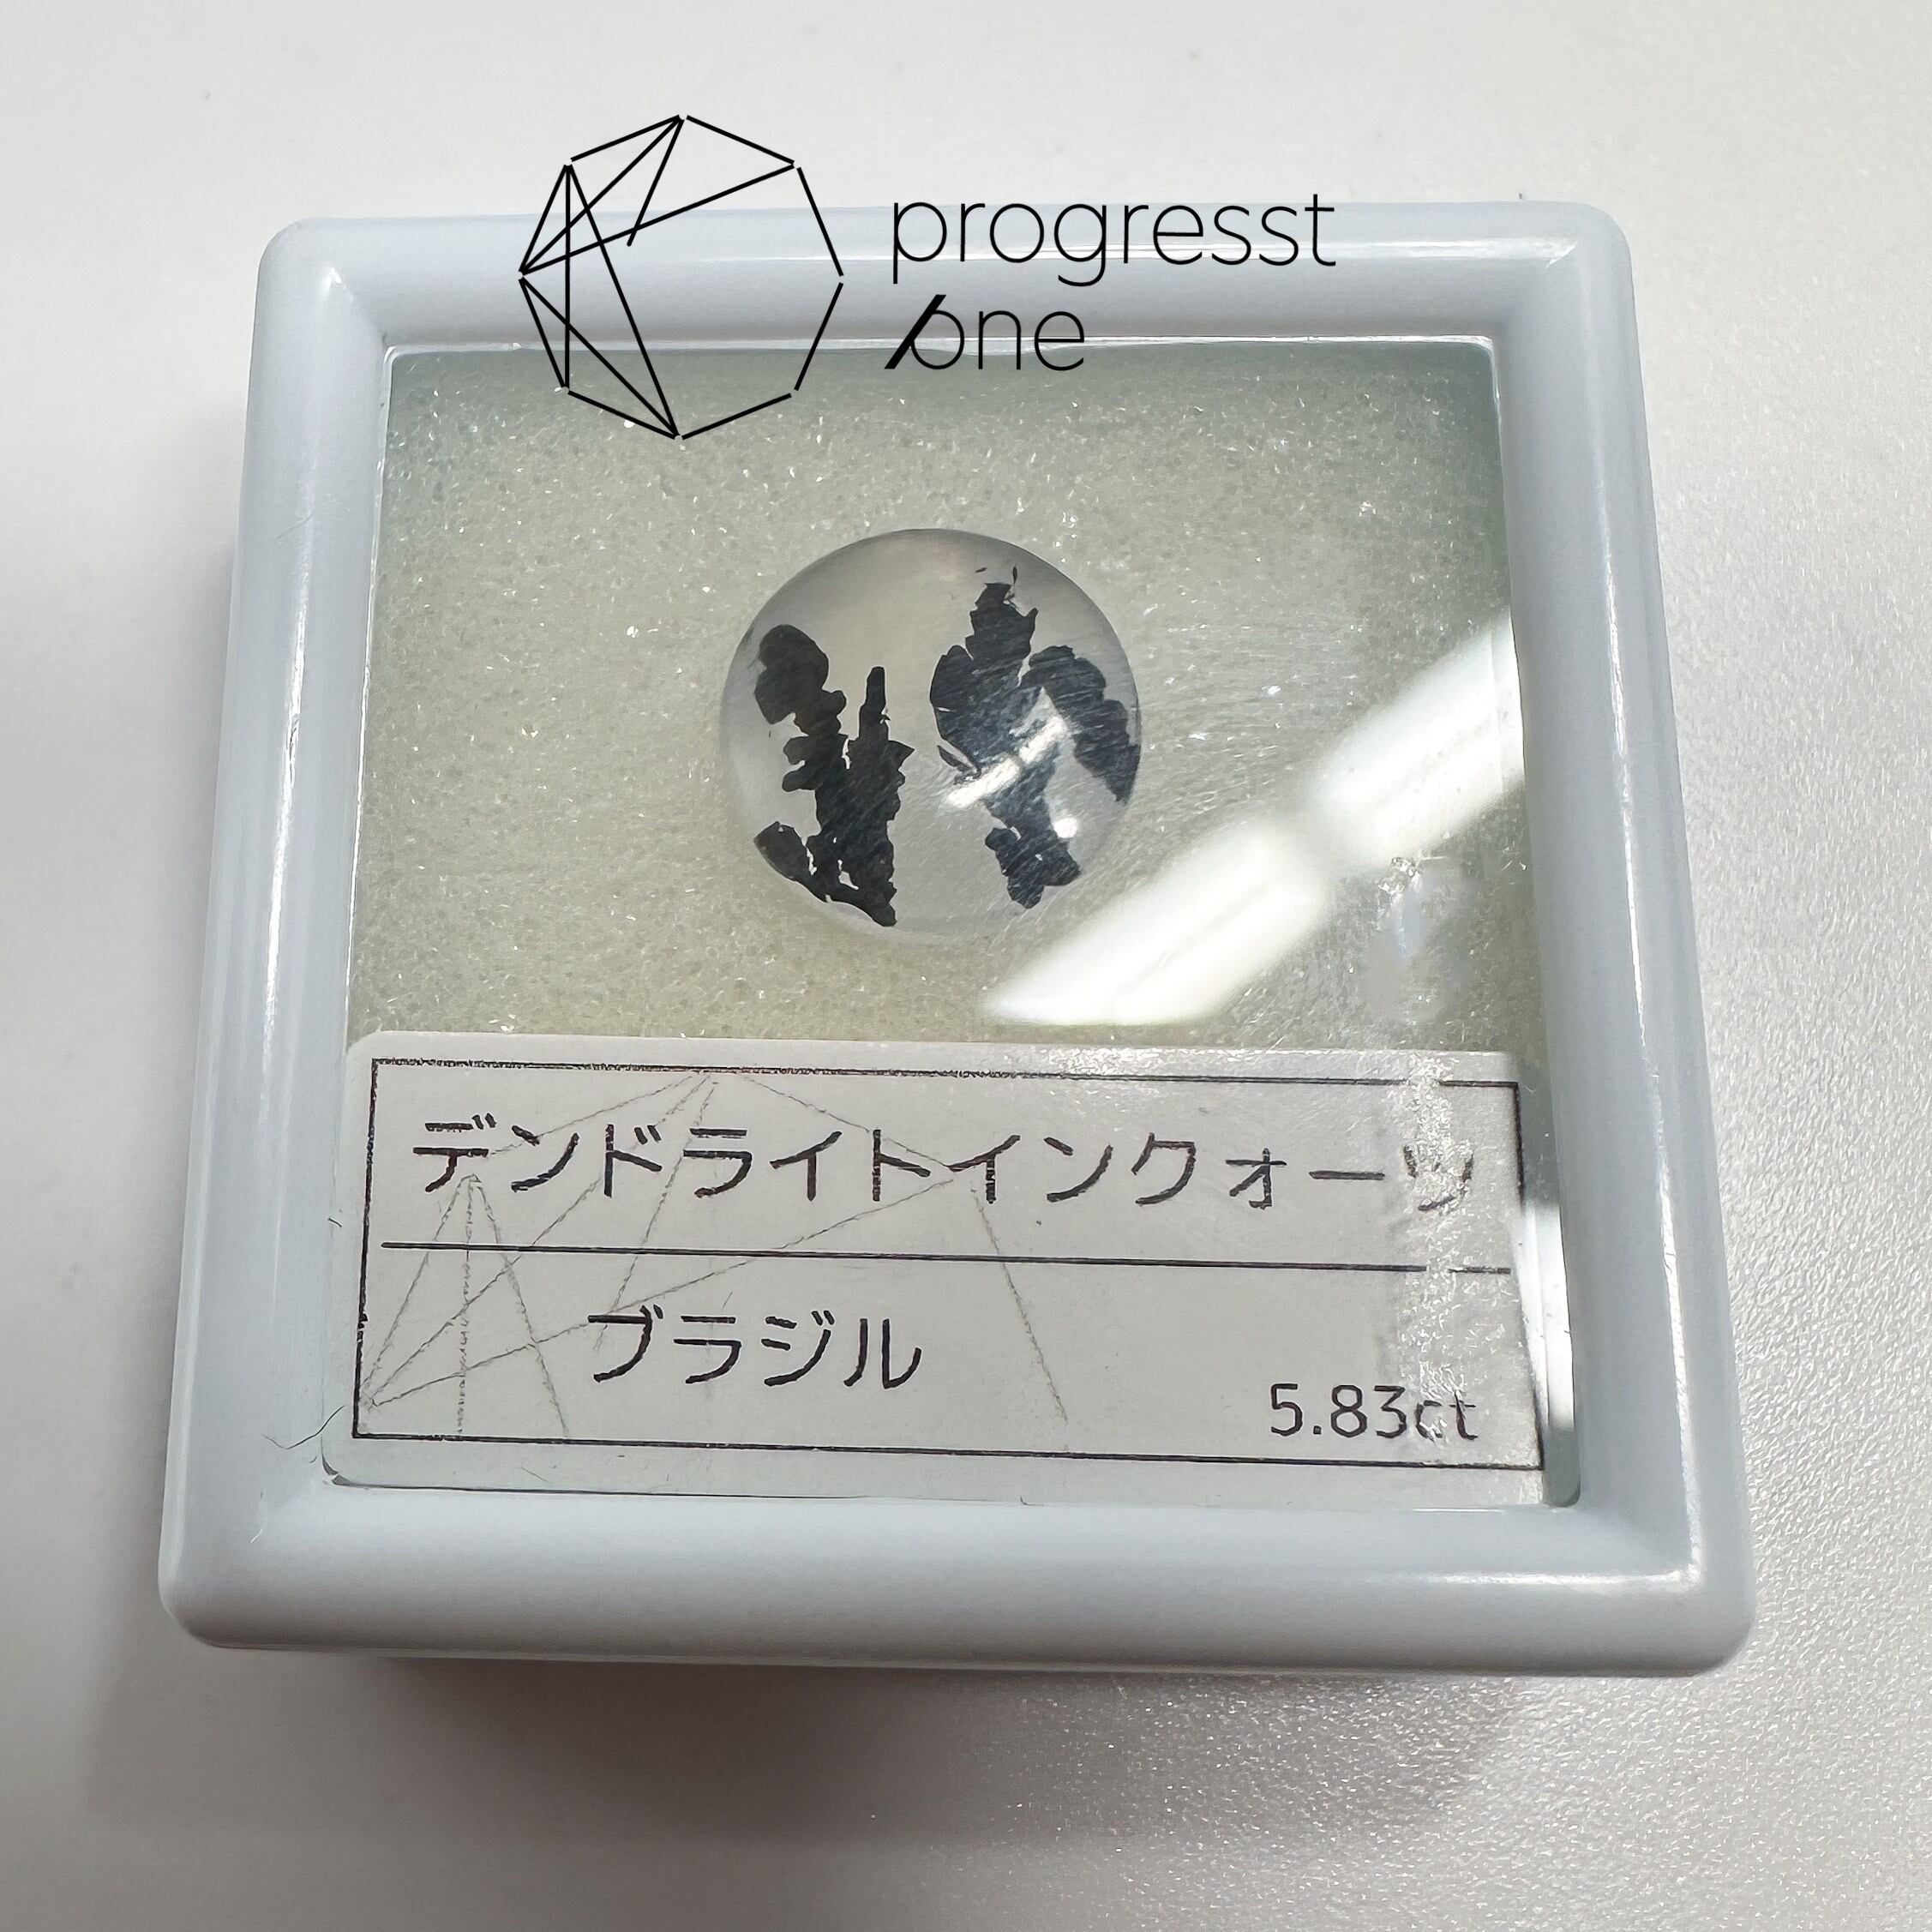 progresst
one
デンドライトインクォーツ
ブラジル
5.83ct